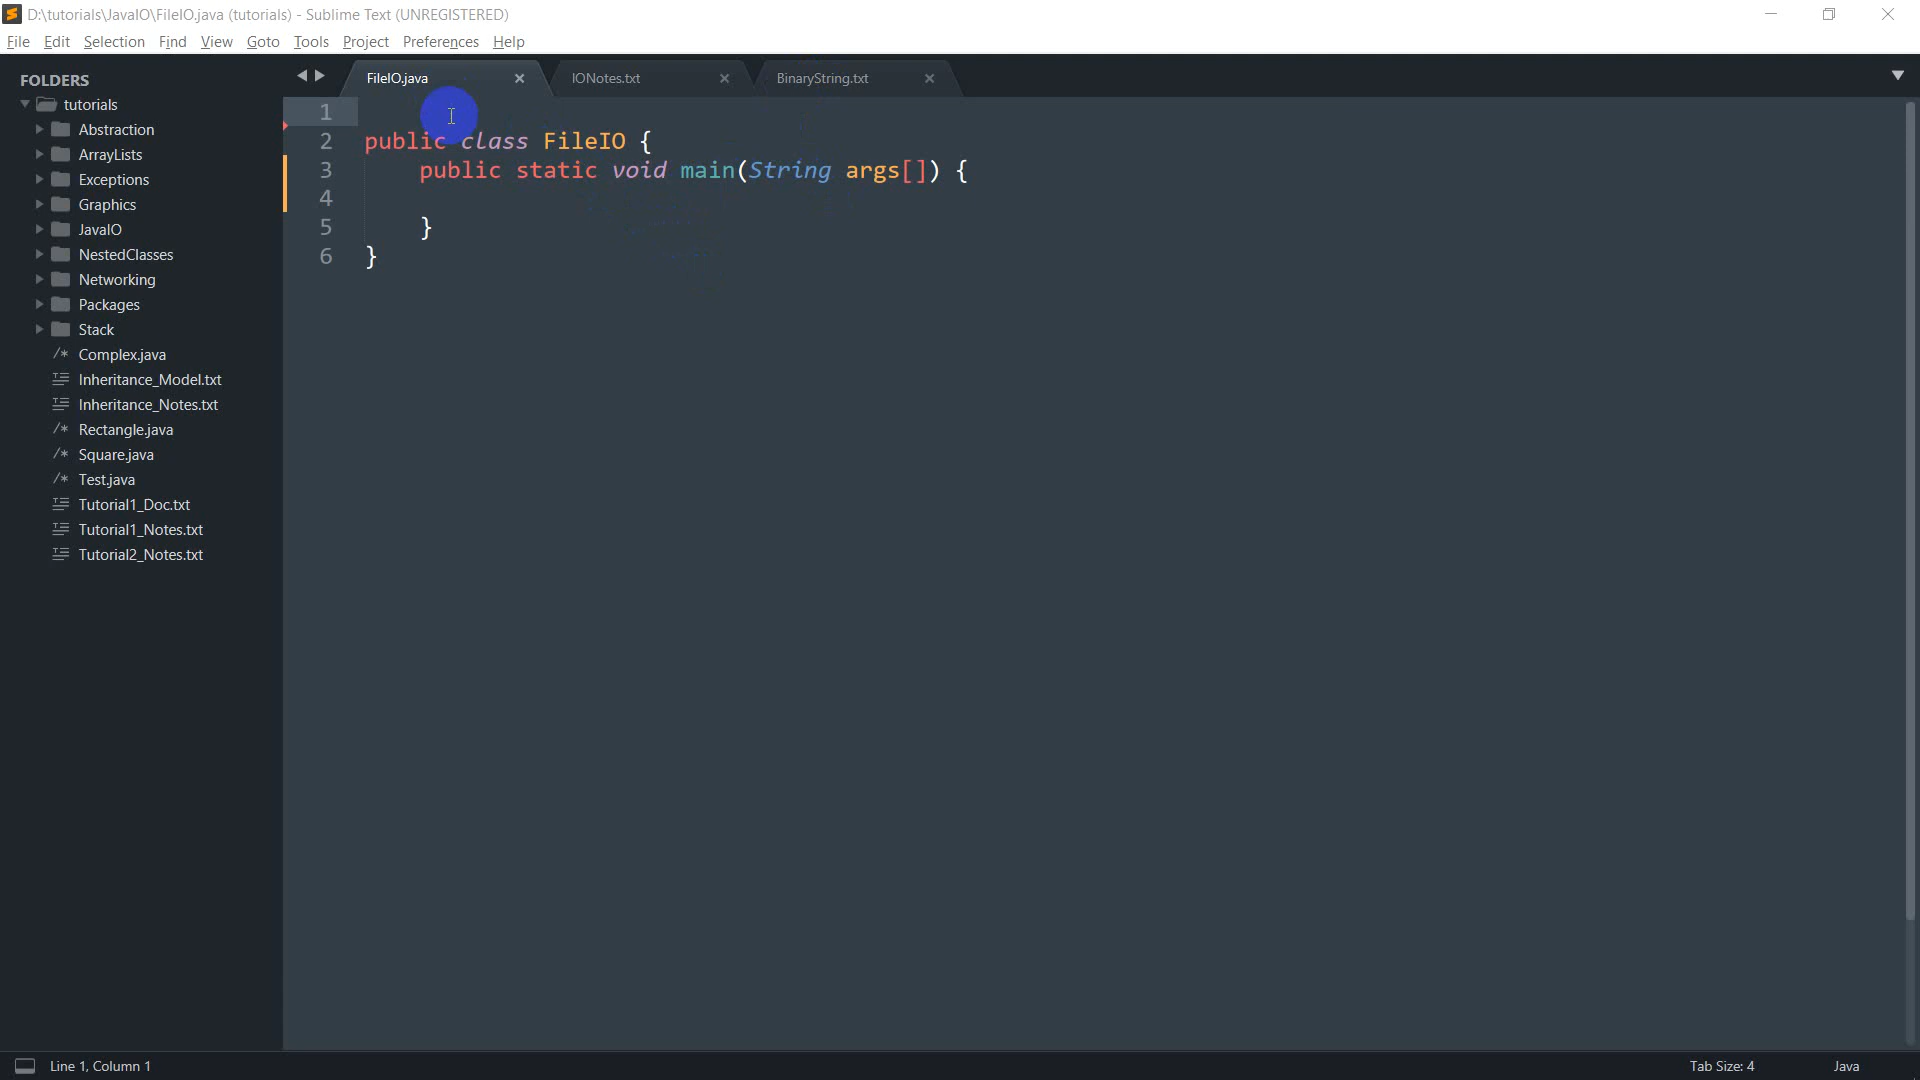 D:\tutorials\JavaIO\FileIO.java (tutorials) - Sublime Text (UNREGISTERED)
File Edit Selection Find View Goto Tools Project Preferences Help
FOLDERS
tutorials
Abstraction
ArrayLists
Exceptions
Graphics
JavaIO
NestedClasses
Networking
Packages
Stack
/* Complex.java
Inheritance_Model.txt
Inheritance_Notes.txt
/* Rectangle.java
/* Square.java
/* Test.java
Tutorial1_Doc.txt
Tutorial1_Notes.txt
Tutorial2_Notes.txt
FileIO.java IONotes.txt BinaryString.txt
1
2 public class FileIO {
3 public static void main(String args[]) {
4
5 }
6 }
Line 1, Column 1 Tab Size: 4 Java